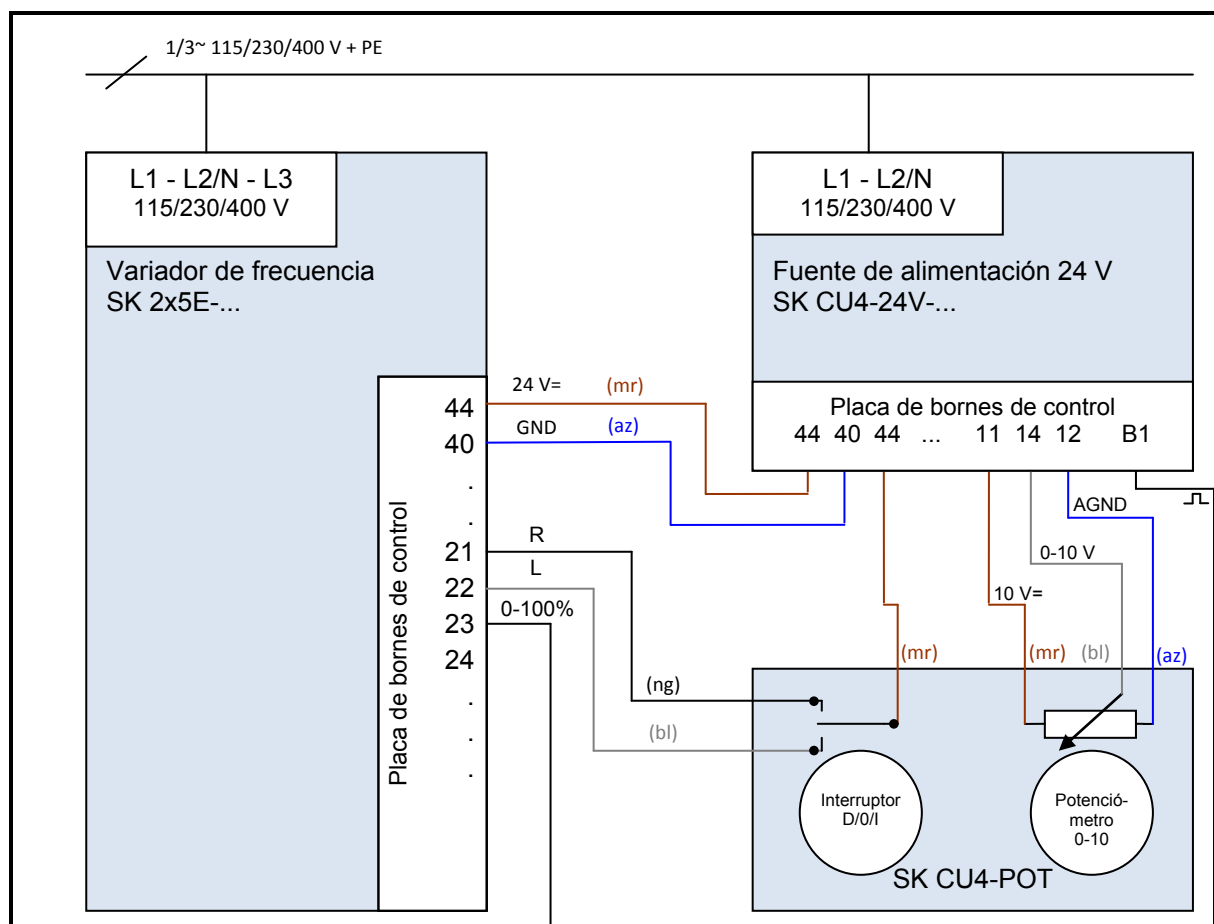 1/3~ 115/230/400 V + PE
L1 - L2/N - L3
115/230/400 V
Variador de frecuencia
SK 2x5E-...
L1 - L2/N
115/230/400 V
Fuente de alimentación 24 V
SK CU4-24V-...
Placa de bornes de control
44 40 44 ... 11 14 12 B1
Placa de bornes de control
44
40
.
.
21
22
23
24
.
.
.
24 V= (mr)
GND (az)
R
L
0-100%
(ng)
(bl)
AGND
0-10 V
10 V=
(mr)
(mr)
(bl)
(az)
Interruptor
D/0/I
Potenció-
metro
0-10
SK CU4-POT